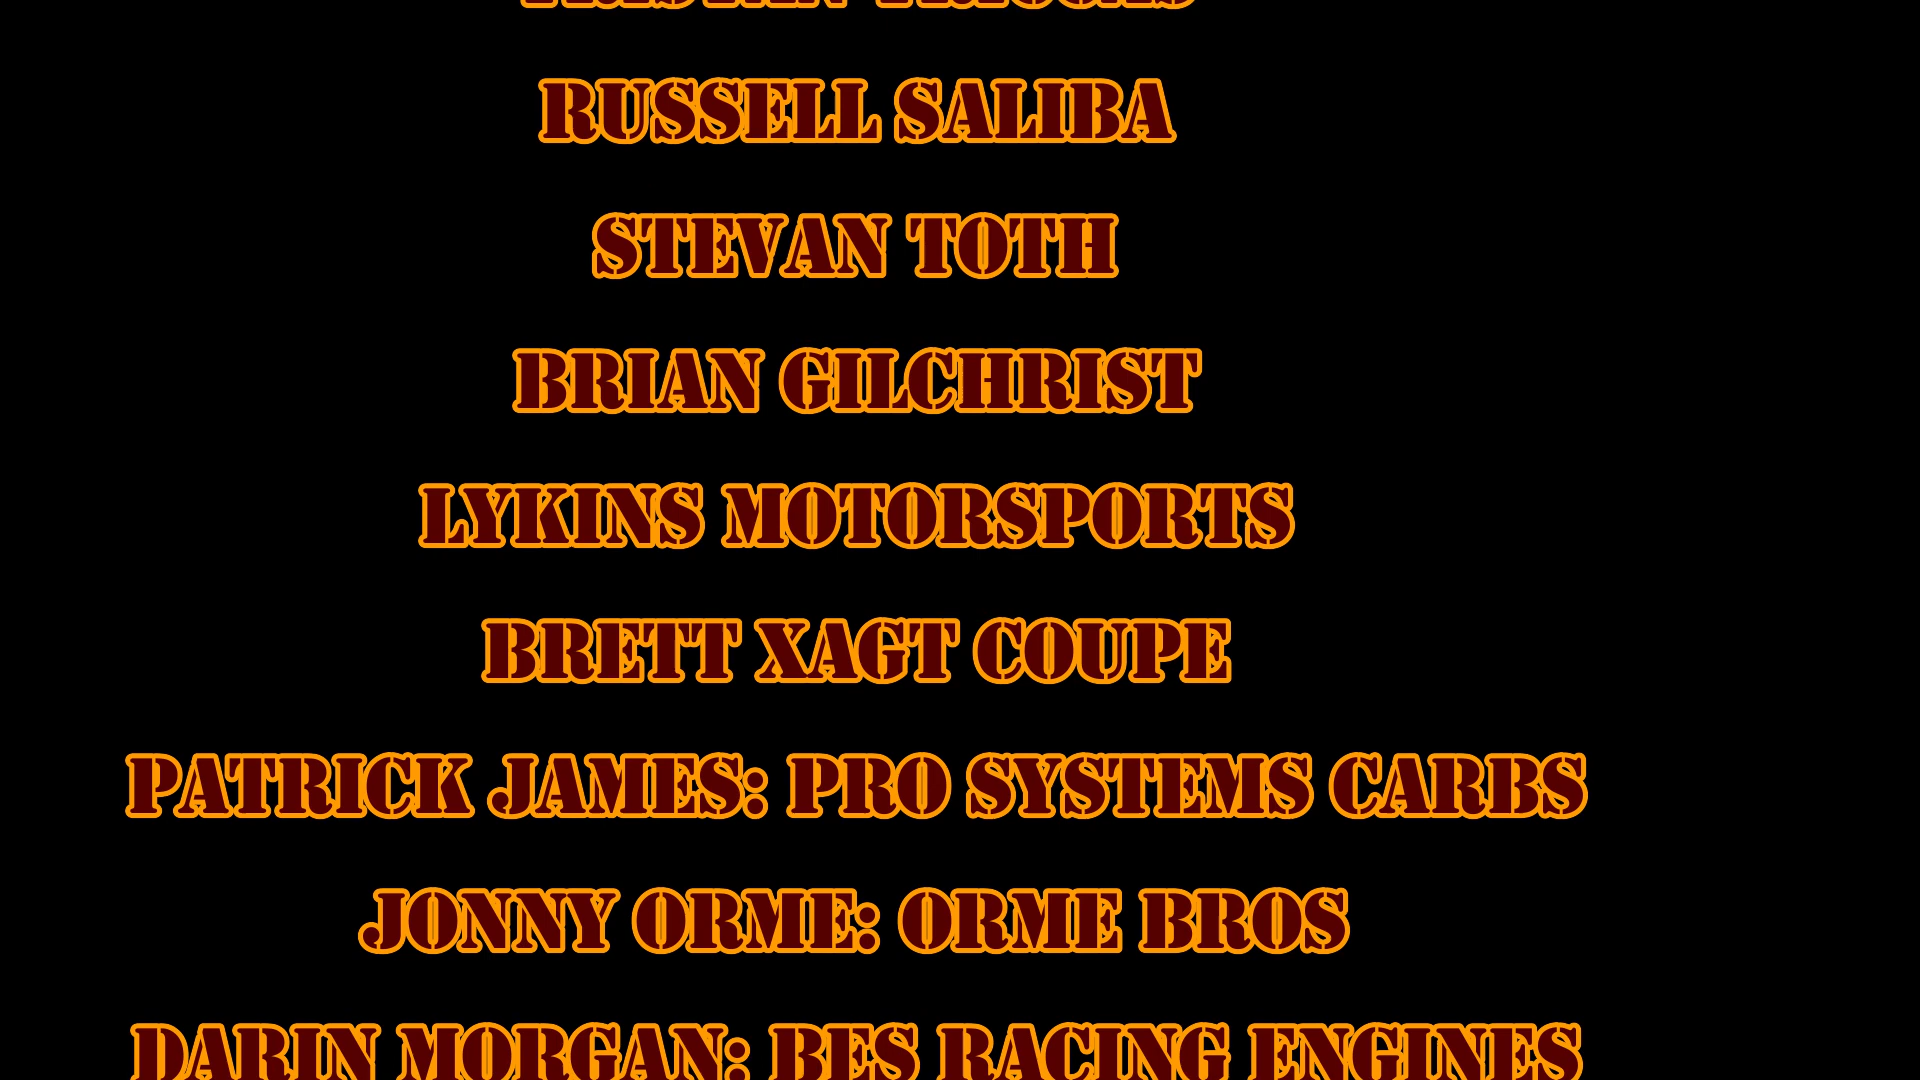 RUSSELL SALIBA
STEVAN TOTH
BRIAN GILCHRIST
LYKINS MOTORSPORTS
BRETT XAGT COUPE
PATRICK JAMES: PRO SYSTEMS CARBS
JONNY ORME: ORME BROS
DARIN MORGAN: BES RACING ENGINES